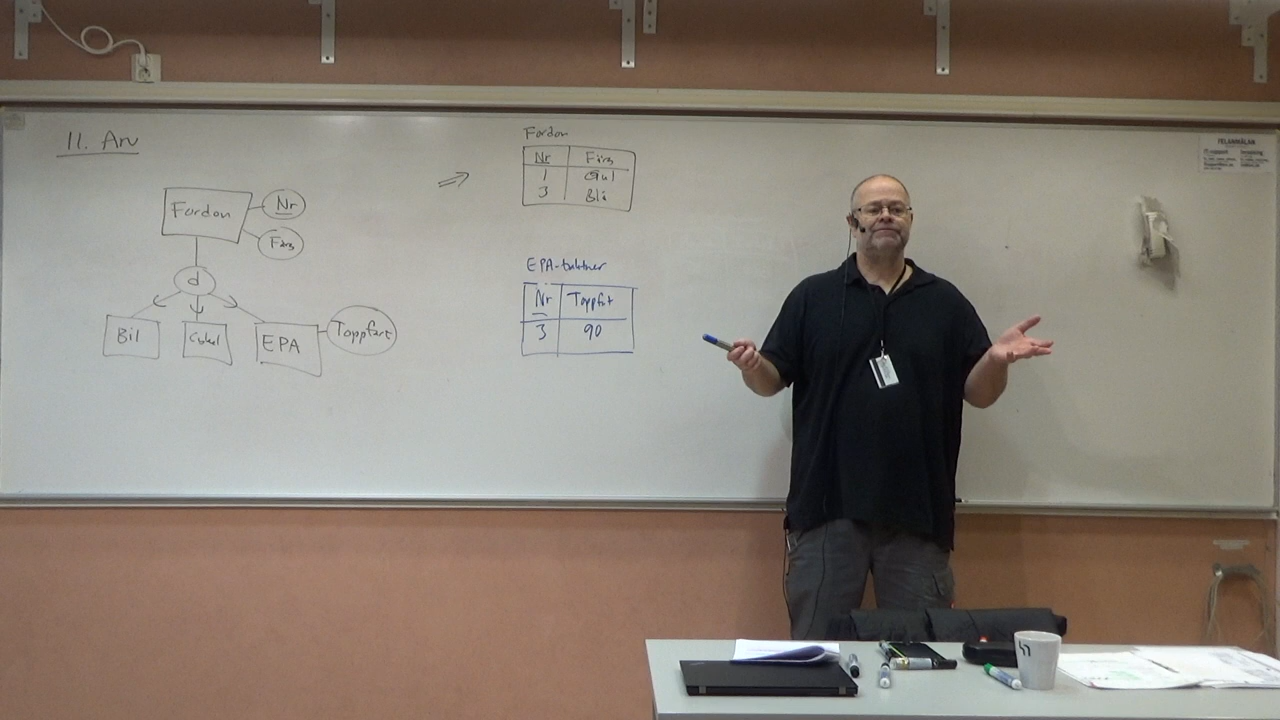 11. Arv
Fordon
Nr
Färg
d
Bil
Cykel
EPA
Toppfart
⇒
Fordon
Nr Färg
1 Gul
3 Blå
EPA-traktorer
Nr Toppfart
3 90
FELANMÄLAN